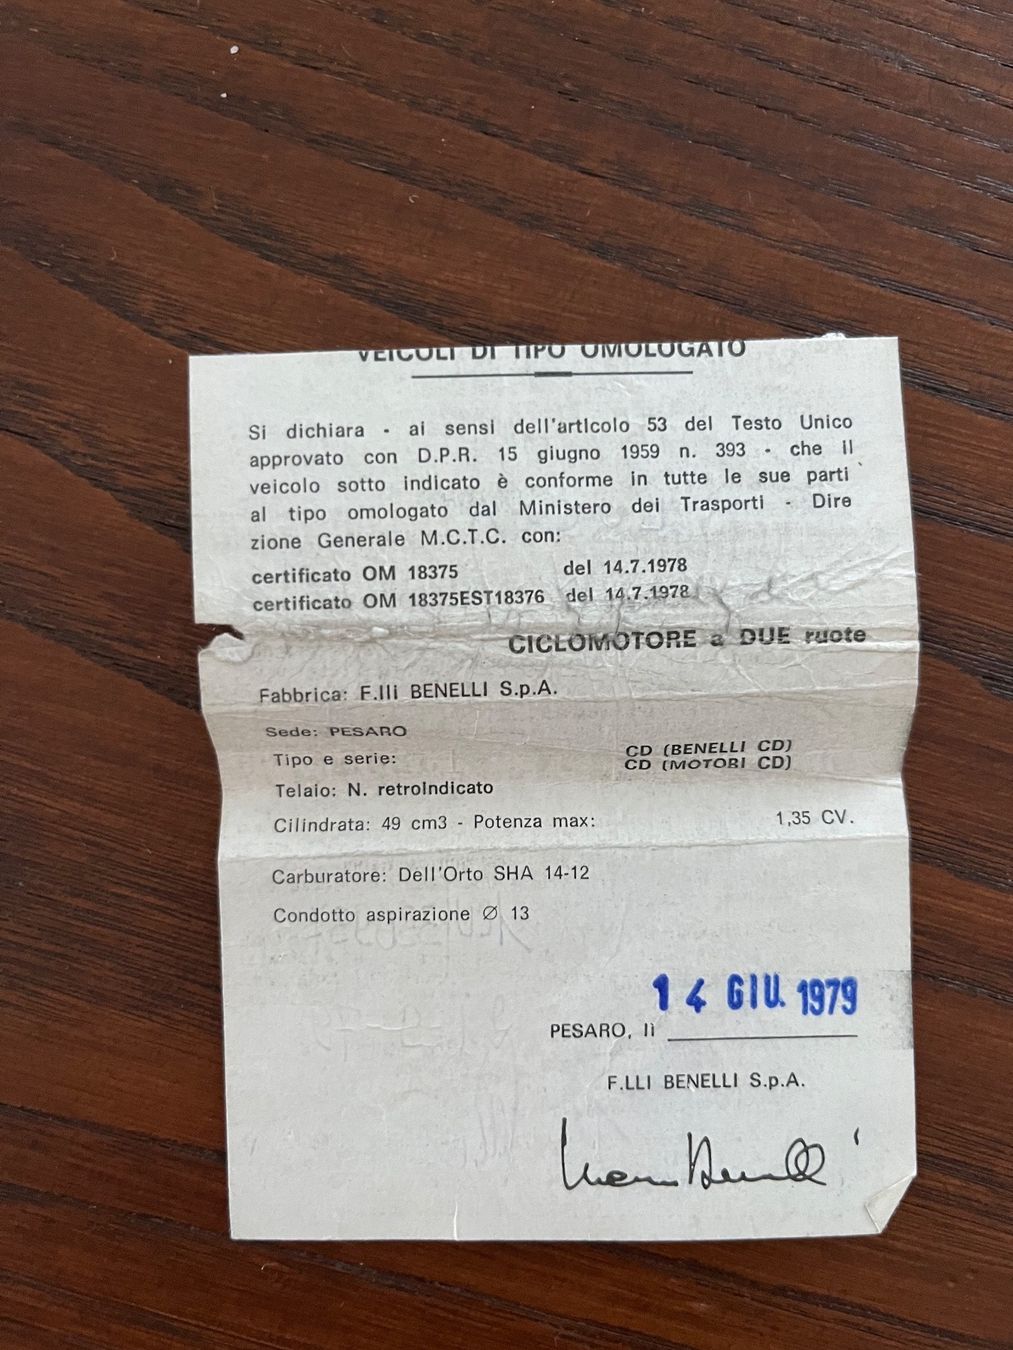 VEICOLI DI TIPO OMOLOGATO
Si dichiara - ai sensi dell'articolo 53 del Testo Unico
approvato con D.P.R. 15 giugno 1959 n. 393 - che il
veicolo sotto indicato è conforme in tutte le sue parti
al tipo omologato dal Ministero dei Trasporti - Dire
zione Generale M.C.T.C. con:
certificato OM 18375 del 14.7.1978
certificato OM 18375EST18376 del 14.7.1978
CICLOMOTORE a DUE ruote
Fabbrica: F.lli BENELLI S.p.A.
Sede: PESARO
Tipo e serie: CD (BENELLI CD)
CD (MOTORI CD)
Telaio: N. retroindicato
Cilindrata: 49 cm3 - Potenza max: 1,35 CV.
Carburatore: Dell'Orto SHA 14-12
Condotto aspirazione Ø 13
14 GIU. 1979
PESARO, li
F.LLI BENELLI S.p.A.